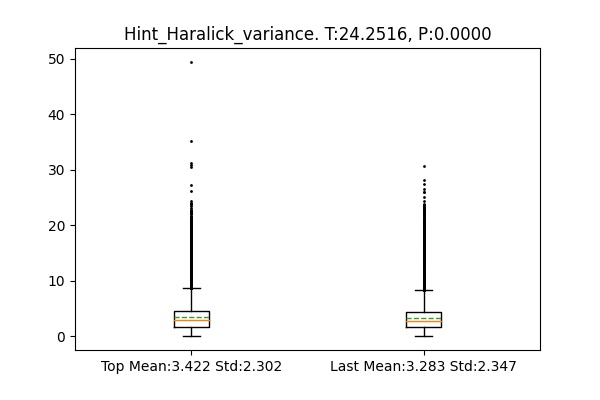 Hint_Haralick_variance. T:24.2516, P:0.0000
50
40
30
20
10
0
Top Mean:3.422 Std:2.302
Last Mean:3.283 Std:2.347